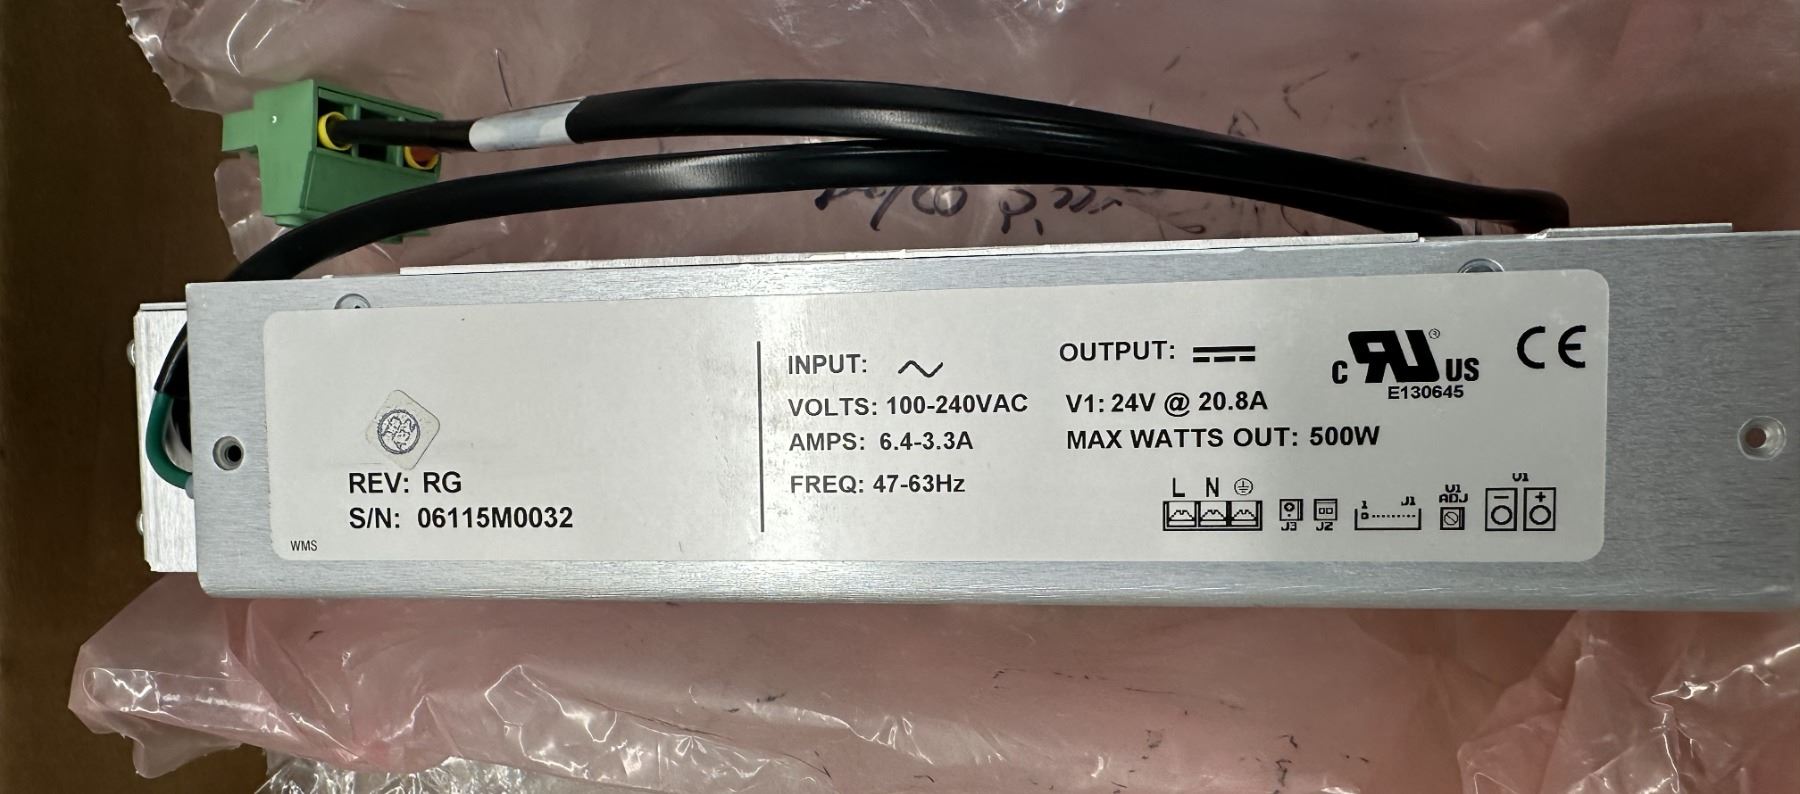 REV: RG
S/N: 06115M0032
WMS
INPUT:
VOLTS: 100-240VAC
AMPS: 6.4-3.3A
FREQ: 47-63Hz
OUTPUT:
V1: 24V @ 20.8A
MAX WATTS OUT: 500W
C RU ® US
E130645
CE
L N
J3
J2
1 J1
V1
ADJ
V1
- +